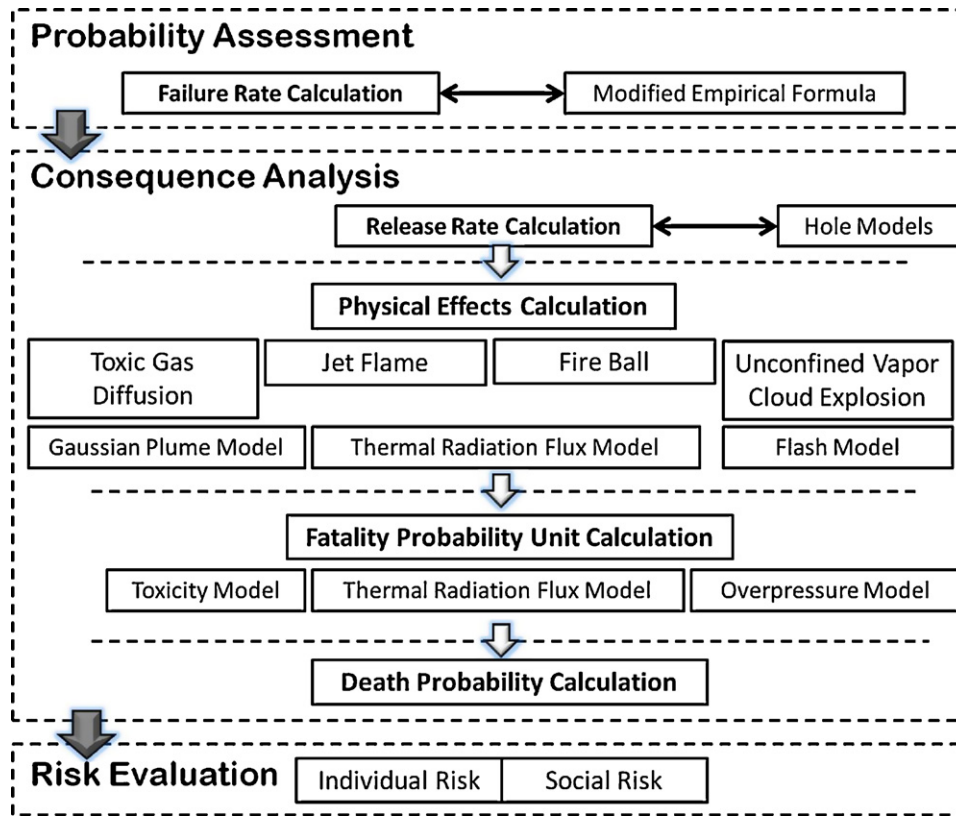 Probability Assessment
Failure Rate Calculation
Modified Empirical Formula
Consequence Analysis
Release Rate Calculation
Hole Models
Physical Effects Calculation
Toxic Gas
Diffusion
Jet Flame
Fire Ball
Unconfined Vapor
Cloud Explosion
Gaussian Plume Model
Thermal Radiation Flux Model
Flash Model
Fatality Probability Unit Calculation
Toxicity Model
Thermal Radiation Flux Model
Overpressure Model
Death Probability Calculation
Risk Evaluation
Individual Risk
Social Risk